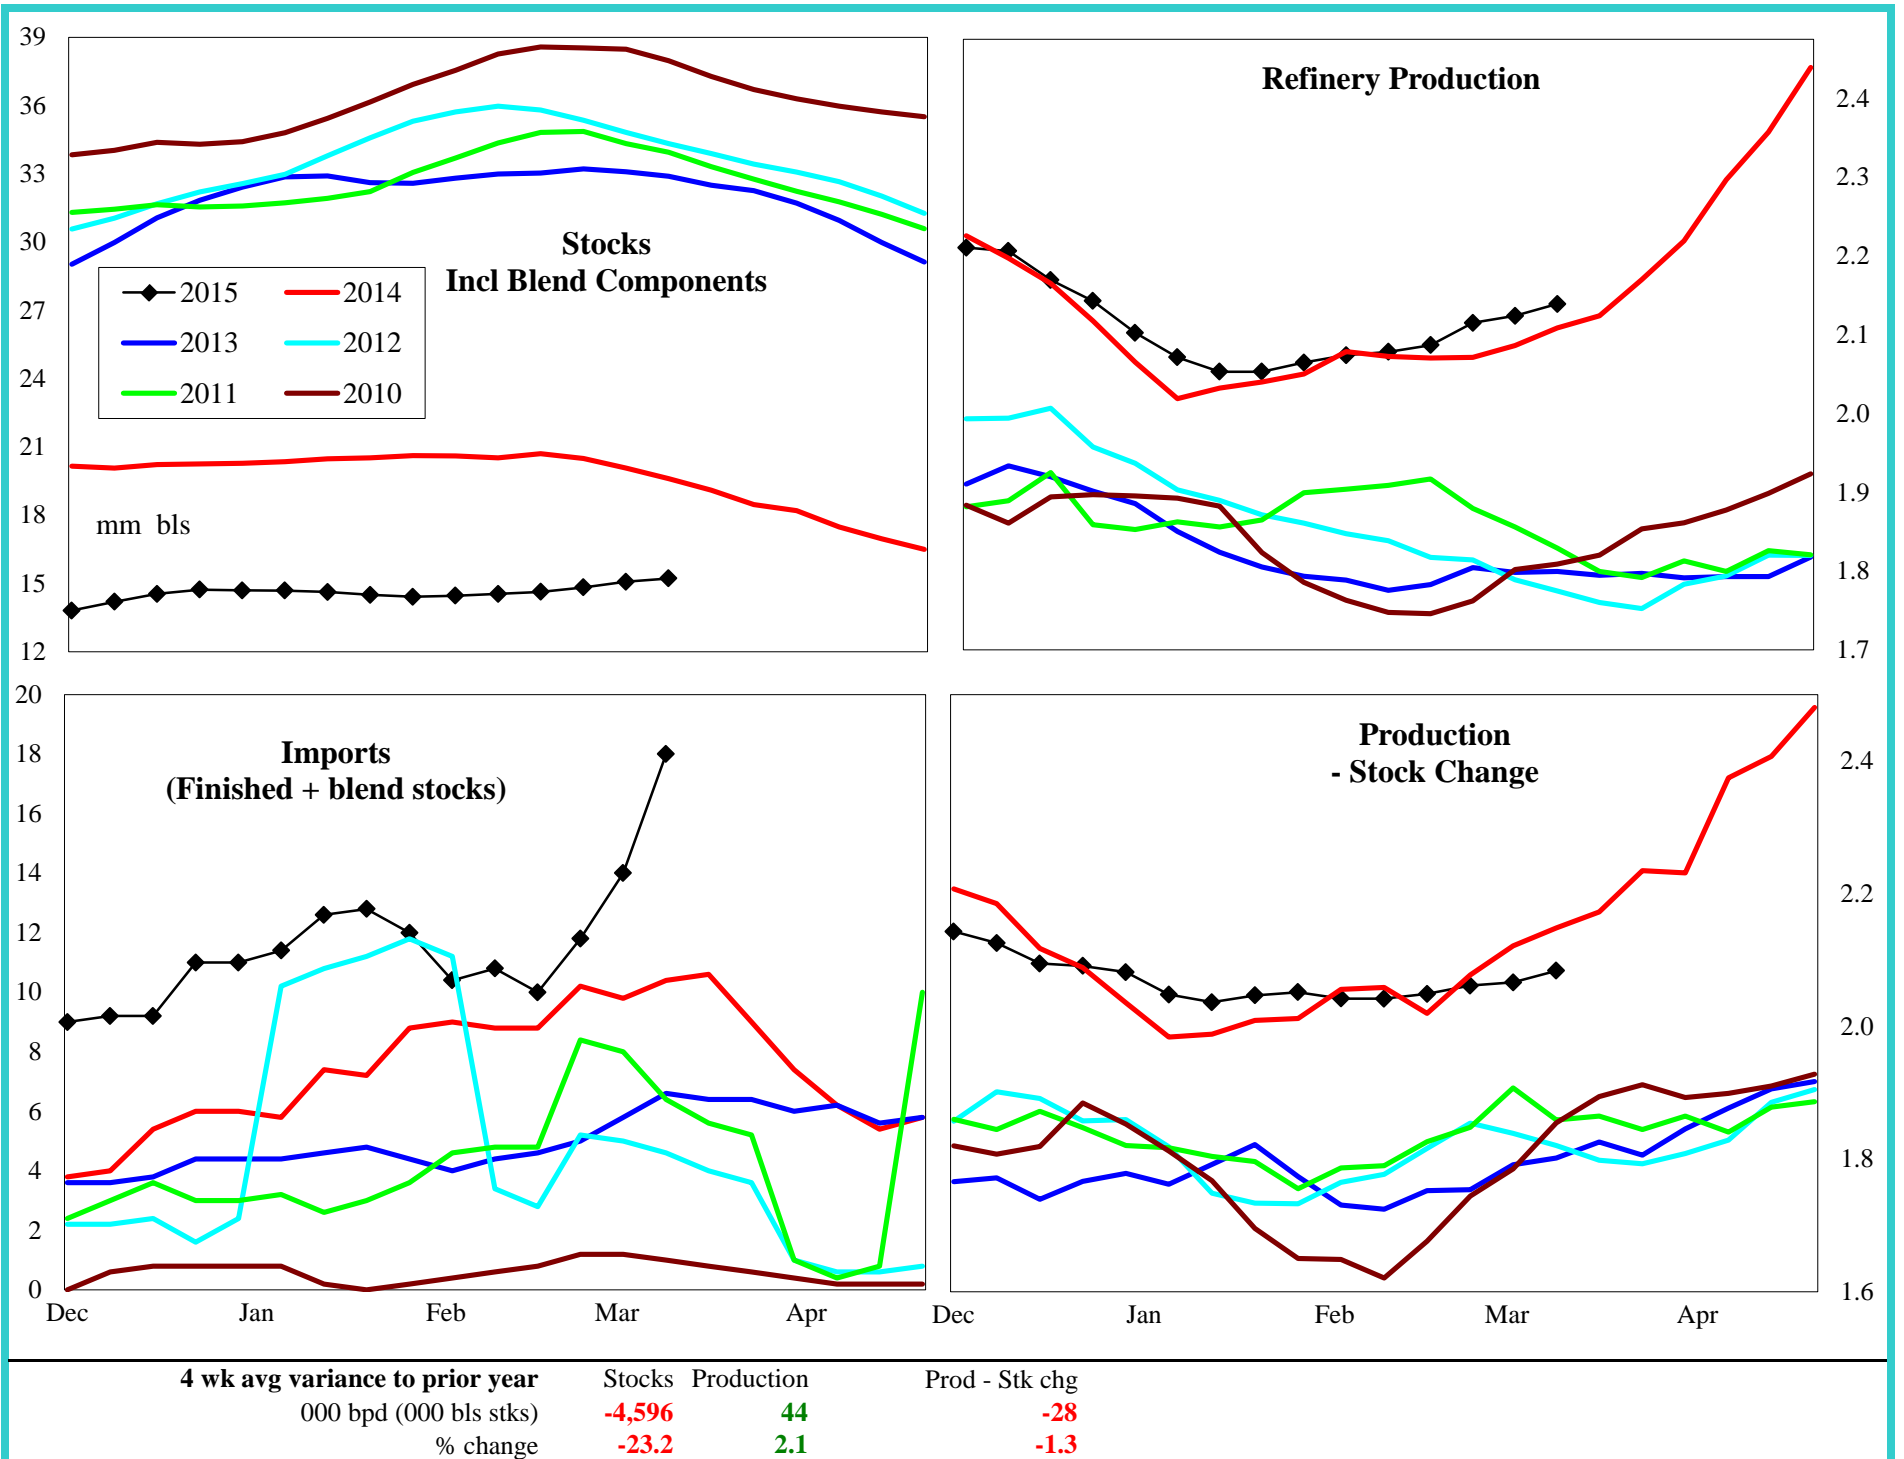 39
36
33
30
27
24
21
18
15
12
Stocks
Incl Blend Components
2015 2014
2013 2012
2011 2010
mm bls
Refinery Production
2.4
2.3
2.2
2.1
2.0
1.9
1.8
1.7
20
18
16
14
12
10
8
6
4
2
0
Imports
(Finished + blend stocks)
Dec Jan Feb Mar Apr
Production
- Stock Change
2.4
2.2
2.0
1.8
1.6
Dec Jan Feb Mar Apr
4 wk avg variance to prior year Stocks Production Prod - Stk chg
000 bpd (000 bls stks) -4,596 44 -28
% change -23.2 2.1 -1.3